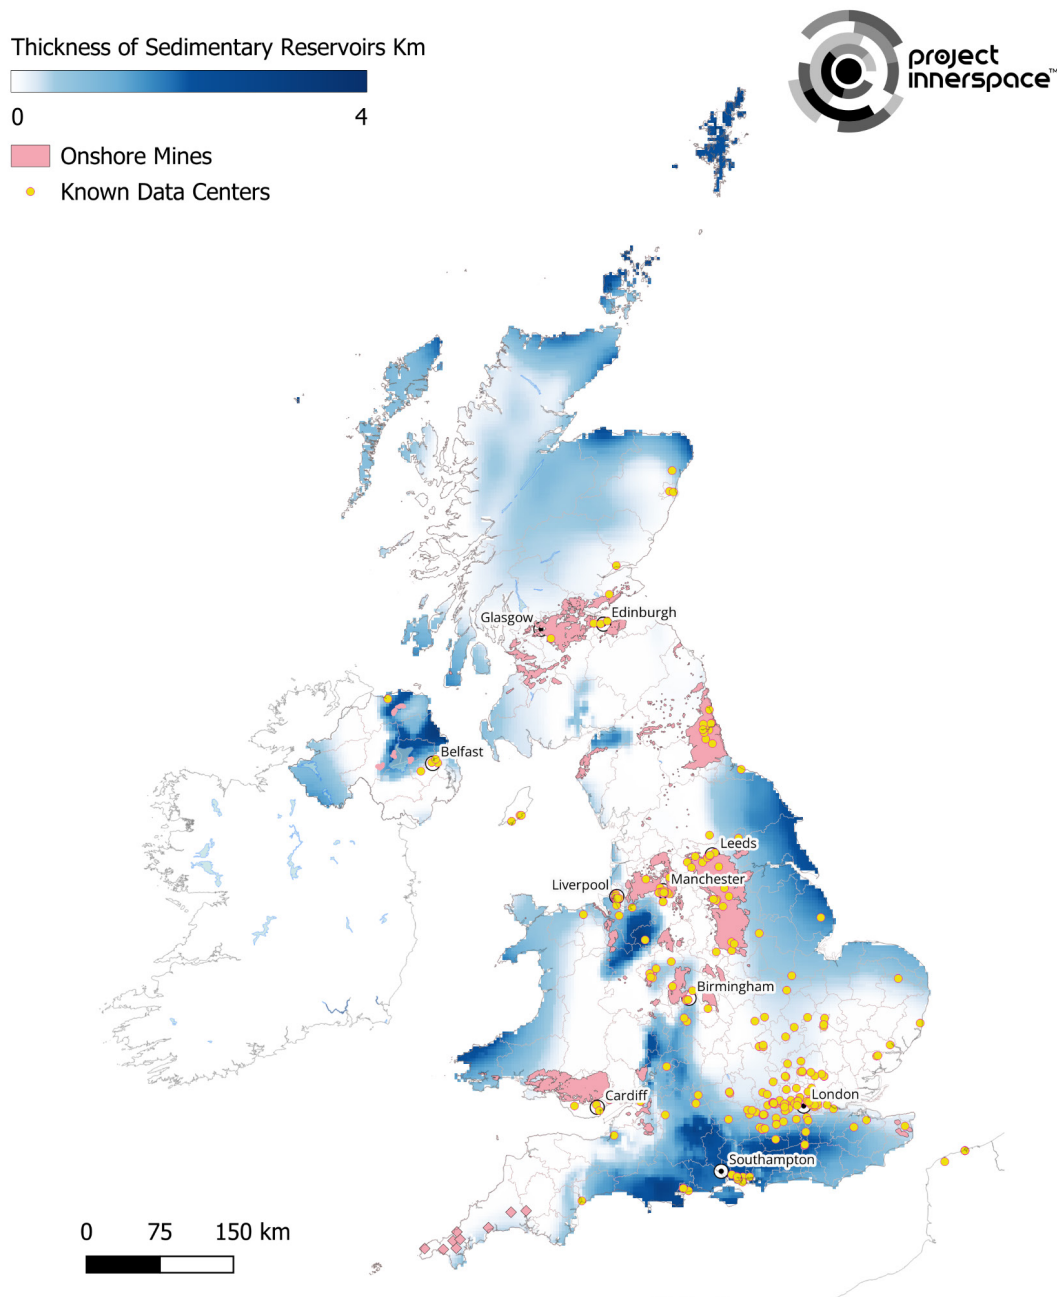 Thickness of Sedimentary Reservoirs Km
0 4
Onshore Mines
Known Data Centers
project
innerspace™
Glasgow
Edinburgh
Belfast
Leeds
Manchester
Liverpool
Birmingham
Cardiff
London
Southampton
0 75 150 km